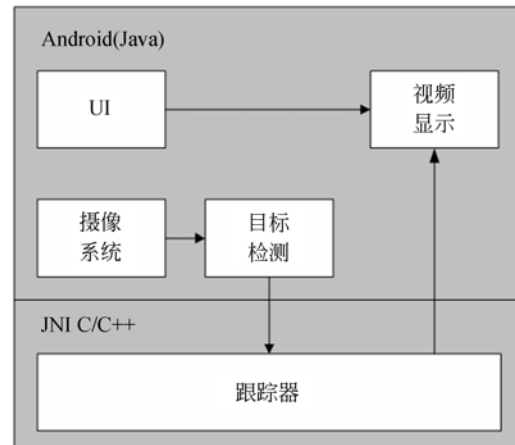 Android(Java)
UI
视频
显示
摄像
系统
目标
检测
JNI C/C++
跟踪器